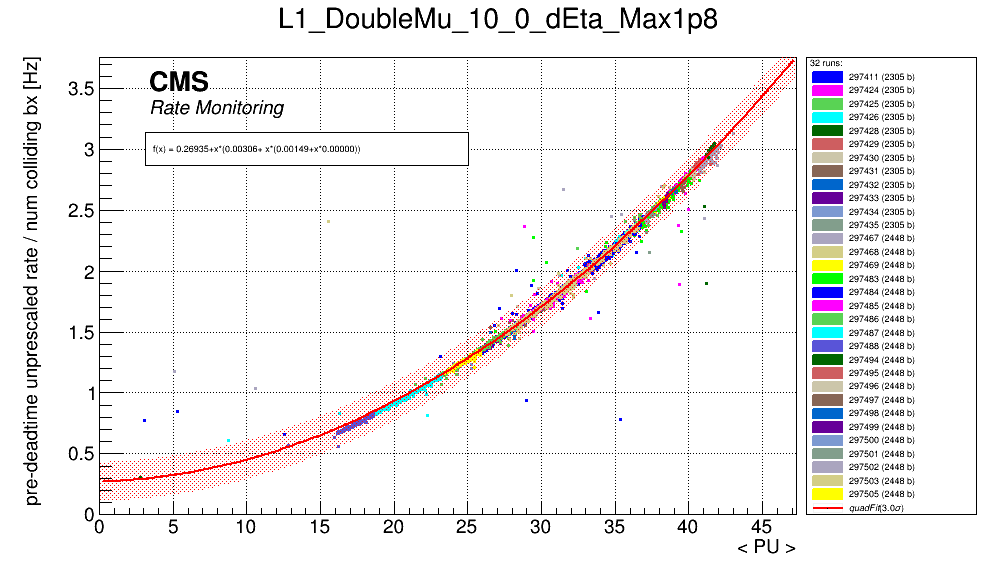 L1_DoubleMu_10_0_dEta_Max1p8
pre-deadtime unprescaled rate / num colliding bx [Hz]
CMS
Rate Monitoring
f(x) = 0.26935+x*(0.00306+ x*(0.00149+x*0.00000))
3.5
3
2.5
2
1.5
1
0.5
0
0 5 10 15 20 25 30 35 40 45
< PU >
32 runs:
297411 (2305 b)
297424 (2305 b)
297425 (2305 b)
297426 (2305 b)
297428 (2305 b)
297429 (2305 b)
297430 (2305 b)
297431 (2305 b)
297432 (2305 b)
297433 (2305 b)
297434 (2305 b)
297435 (2305 b)
297467 (2448 b)
297468 (2448 b)
297469 (2448 b)
297483 (2448 b)
297484 (2448 b)
297485 (2448 b)
297486 (2448 b)
297487 (2448 b)
297488 (2448 b)
297494 (2448 b)
297495 (2448 b)
297496 (2448 b)
297497 (2448 b)
297498 (2448 b)
297499 (2448 b)
297500 (2448 b)
297501 (2448 b)
297502 (2448 b)
297503 (2448 b)
297505 (2448 b)
quadFit(3.0σ)